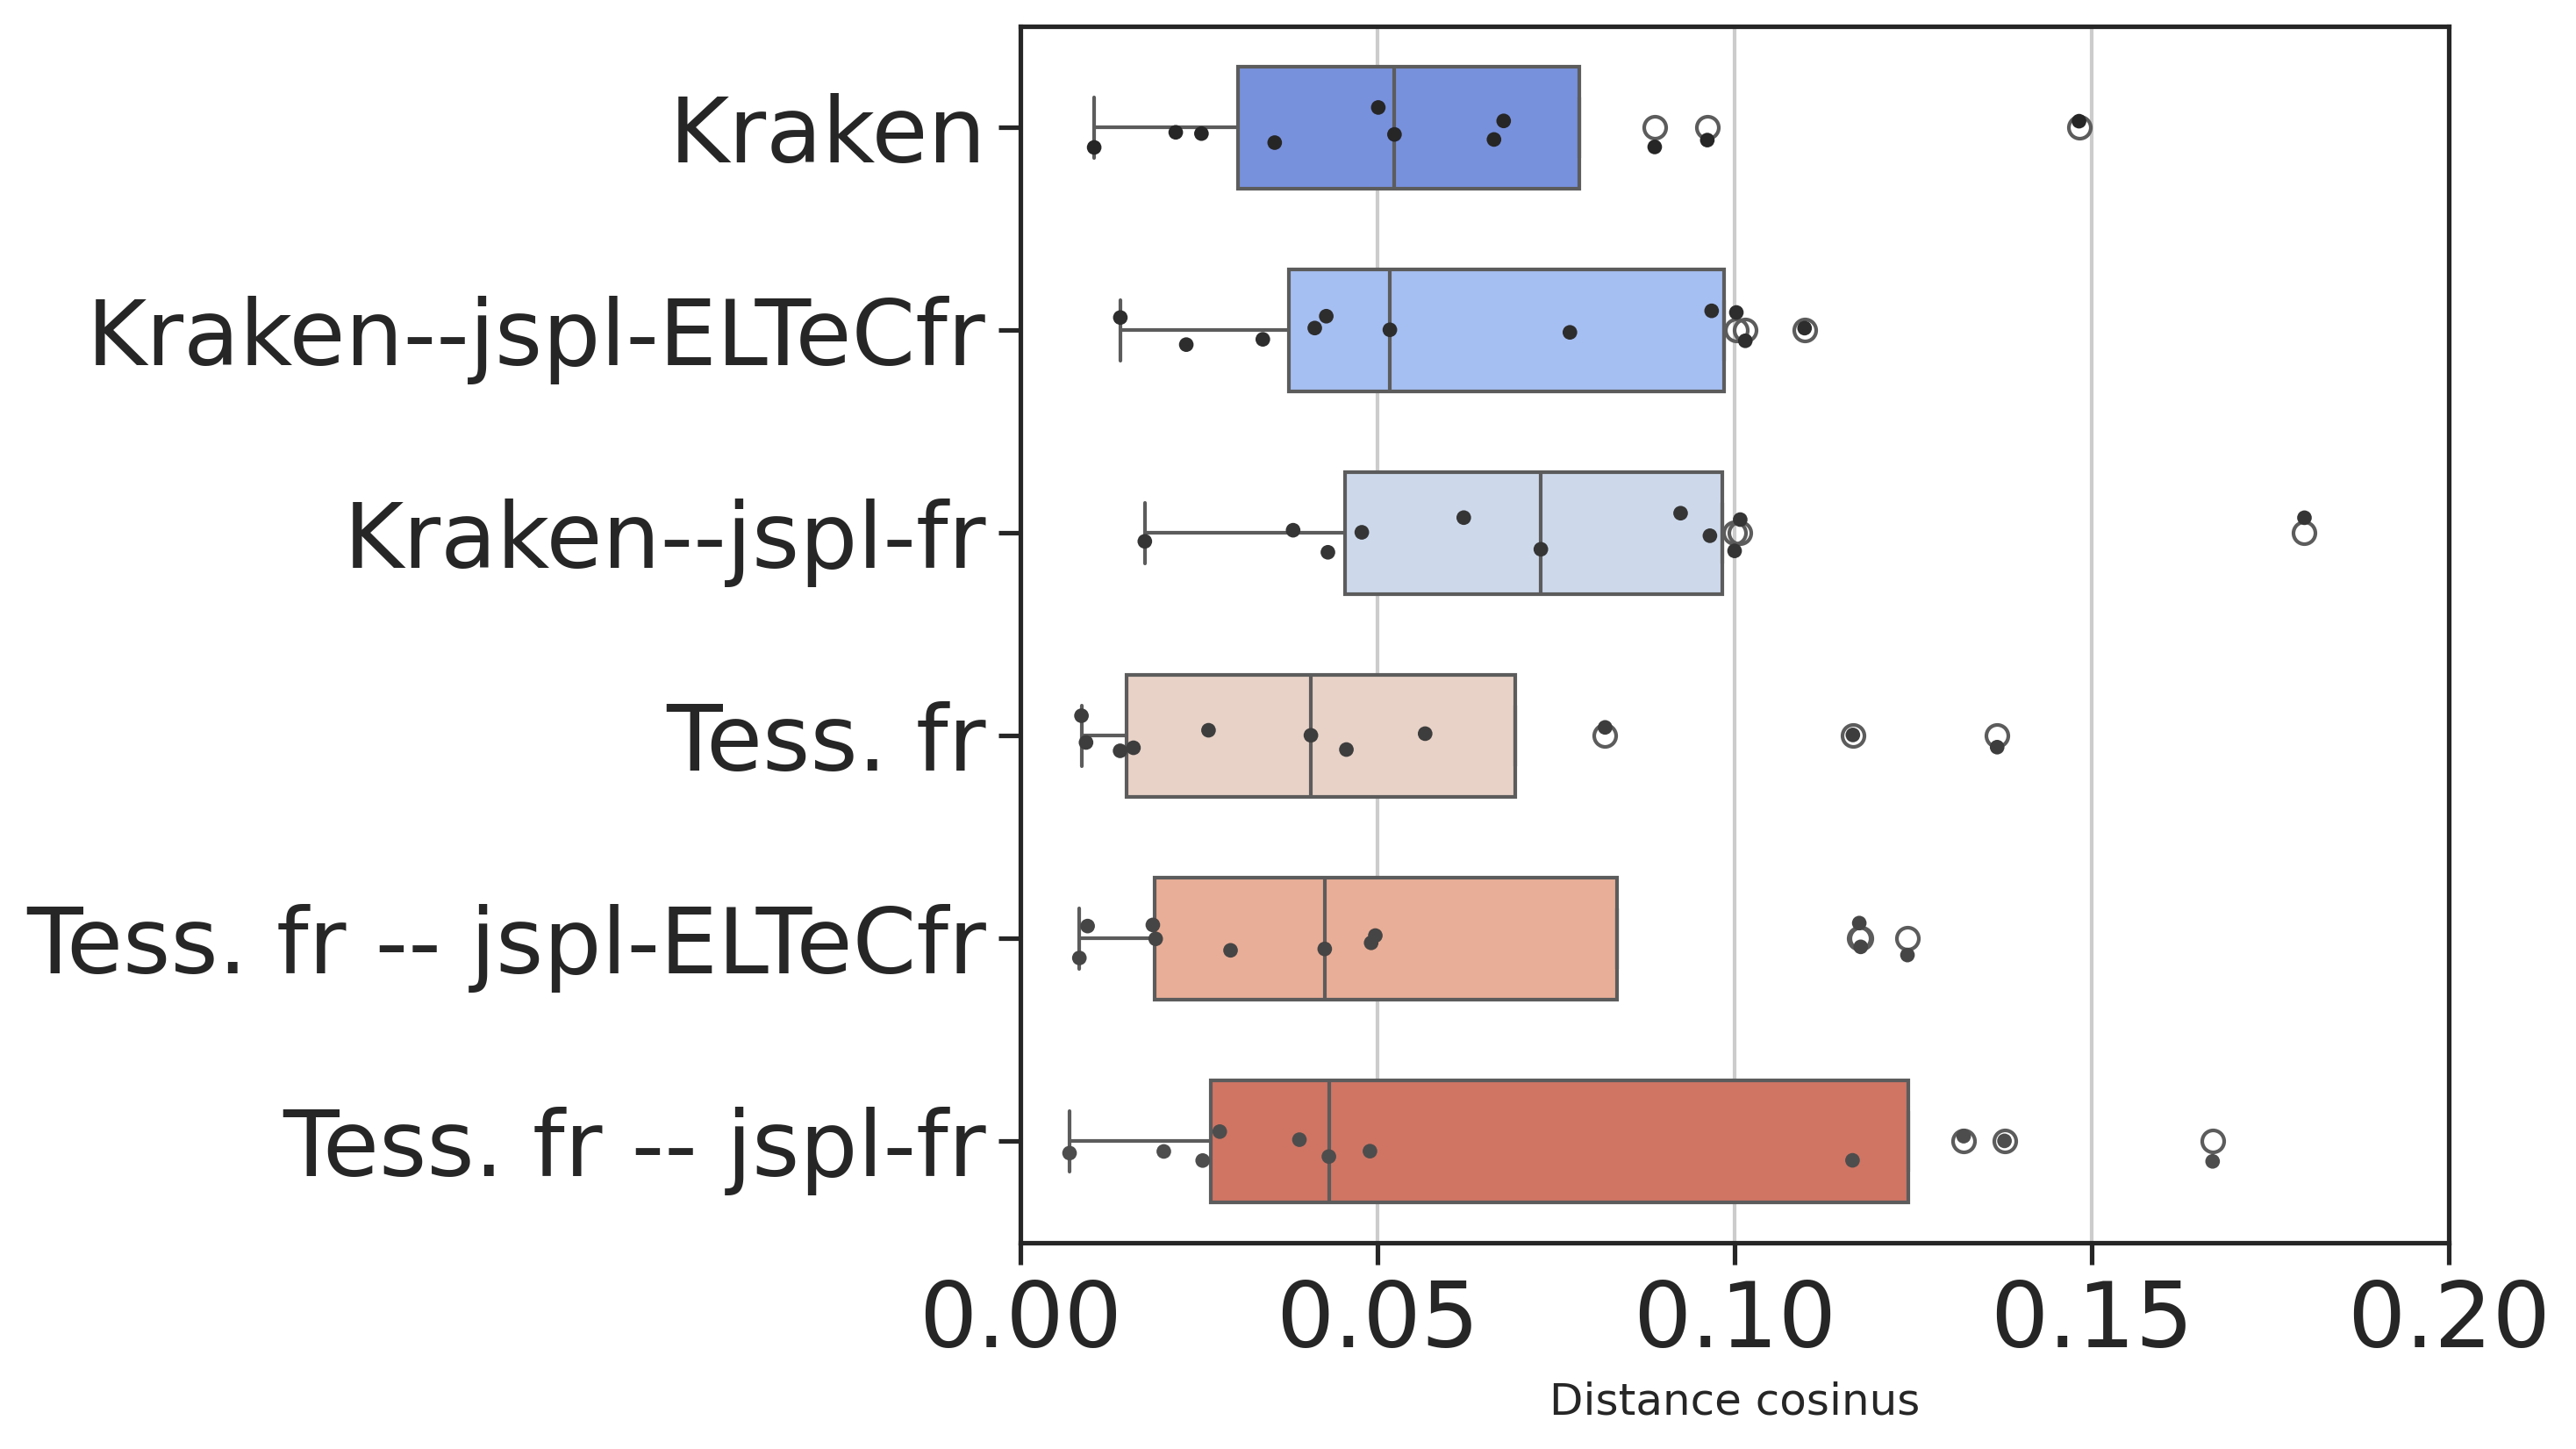 Kraken
Kraken--jspl-ELTeCfr
Kraken--jspl-fr
Tess. fr
Tess. fr -- jspl-ELTeCfr
Tess. fr -- jspl-fr
0.00 0.05 0.10 0.15 0.20
Distance cosinus